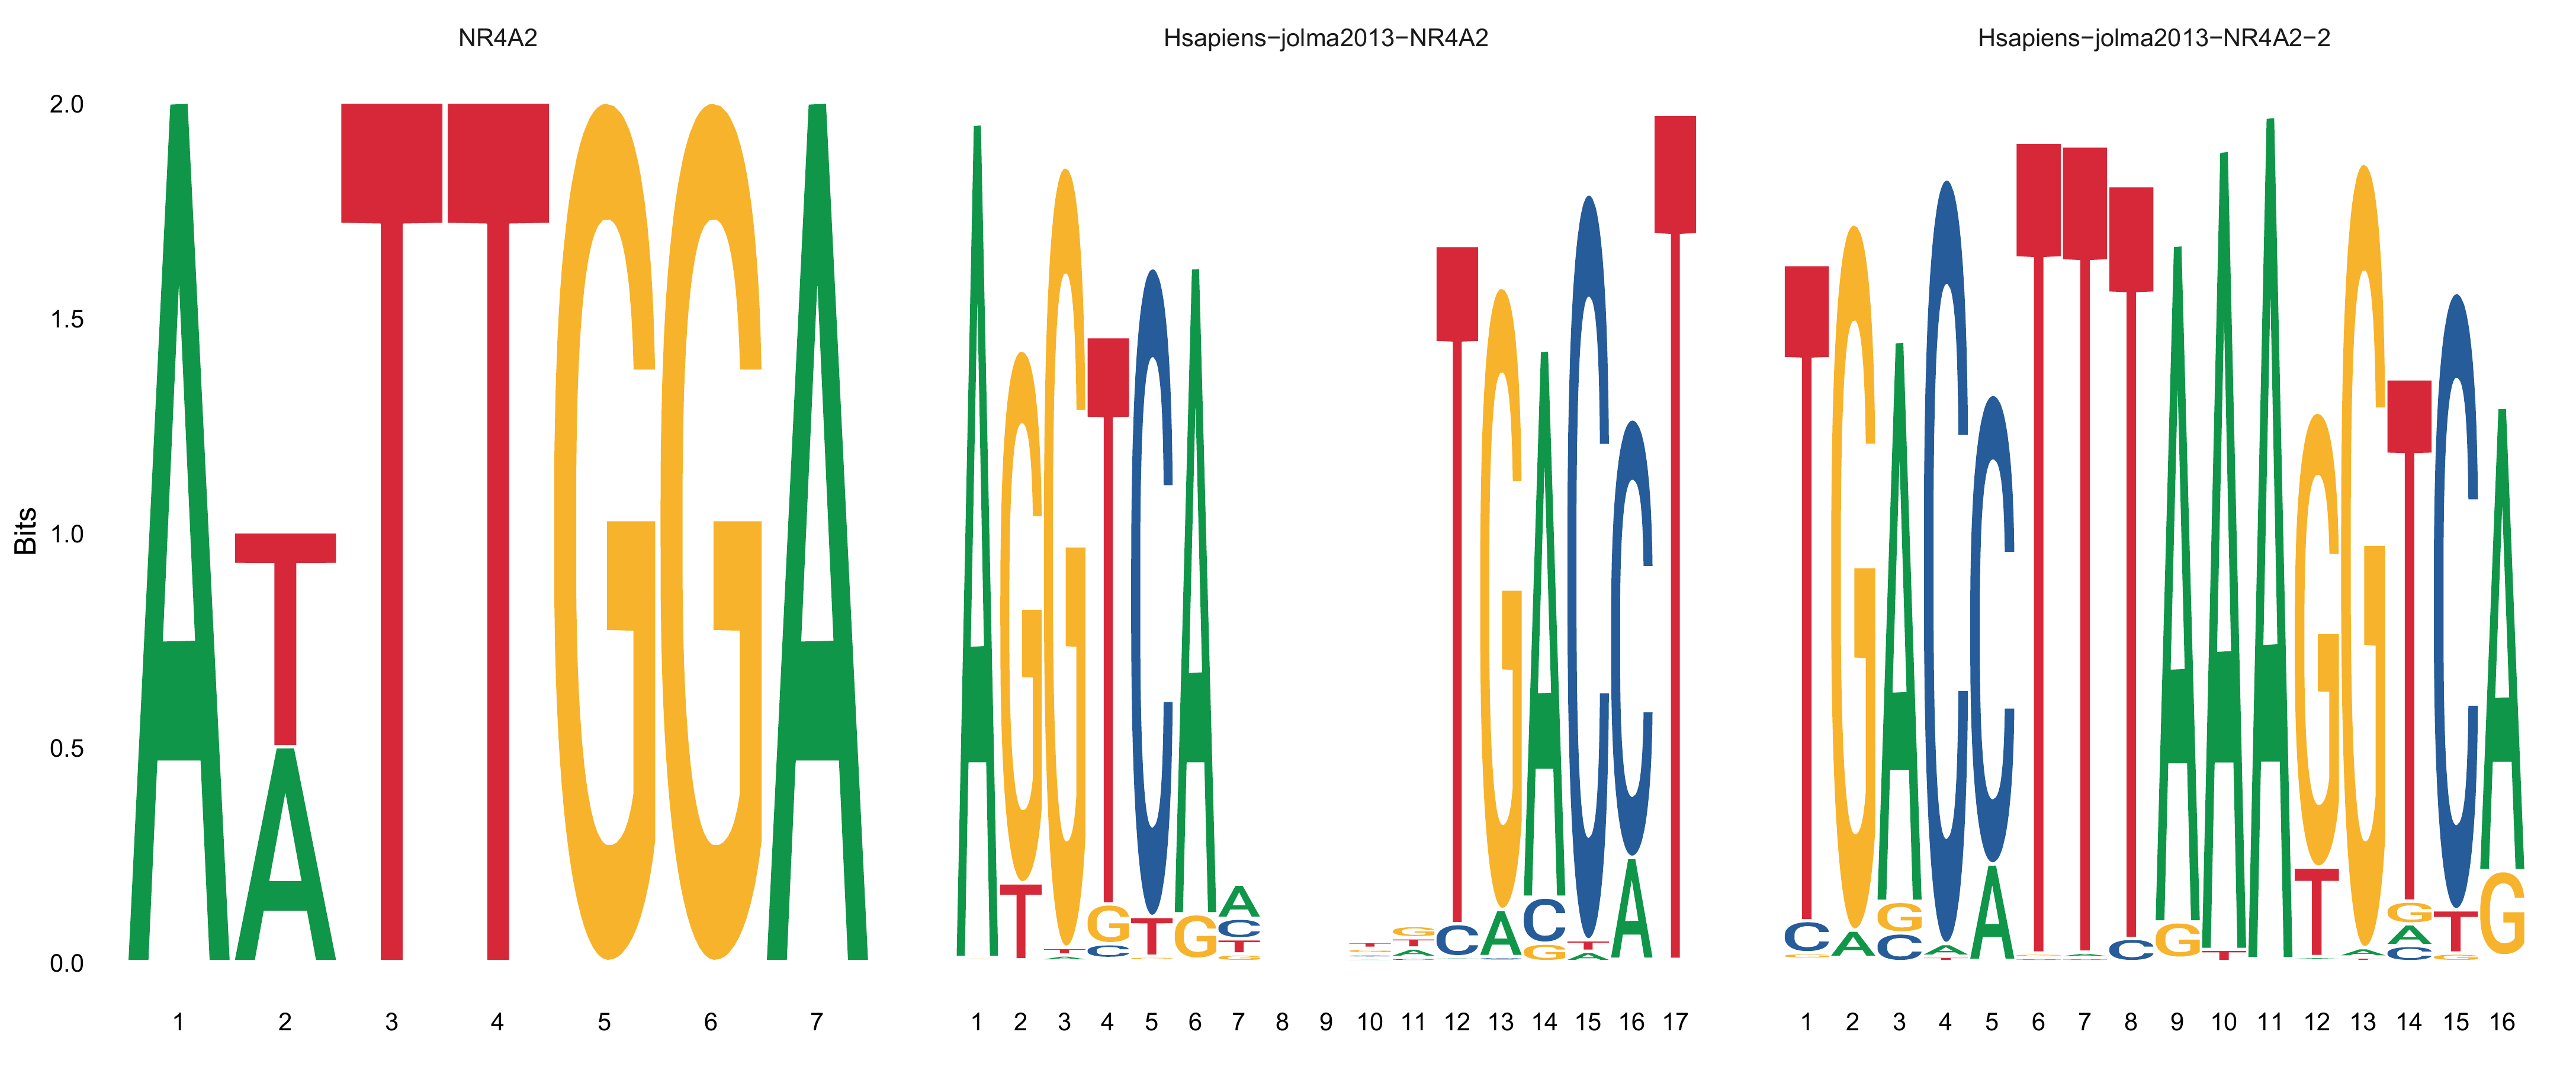 NR4A2 Hsapiens−jolma2013−NR4A2 Hsapiens−jolma2013−NR4A2−2
2.0
1.5
1.0
0.5
0.0
Bits
A T A T T G G A
A G T G T A T G C C T G A G A C T G
T G A G T A T C G A A C A C G C T A C A T
T C G G A A G C C A T C A T T T C A G A T A G T G A T G A C C T G A G
1 2 3 4 5 6 7 1 2 3 4 5 6 7 8 9 10 11 12 13 14 15 16 17 1 2 3 4 5 6 7 8 9 10 11 12 13 14 15 16